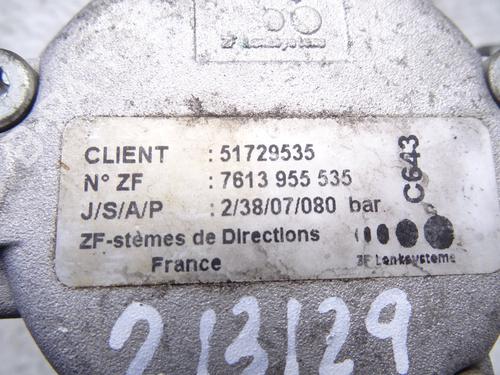 ZF Lenksysteme
CLIENT : 51729535
N° ZF : 7613 955 535
J/S/A/P : 2/38/07/080 bar
C643
ZF-stèmes de Directions
France
ZF Lenksysteme
213129